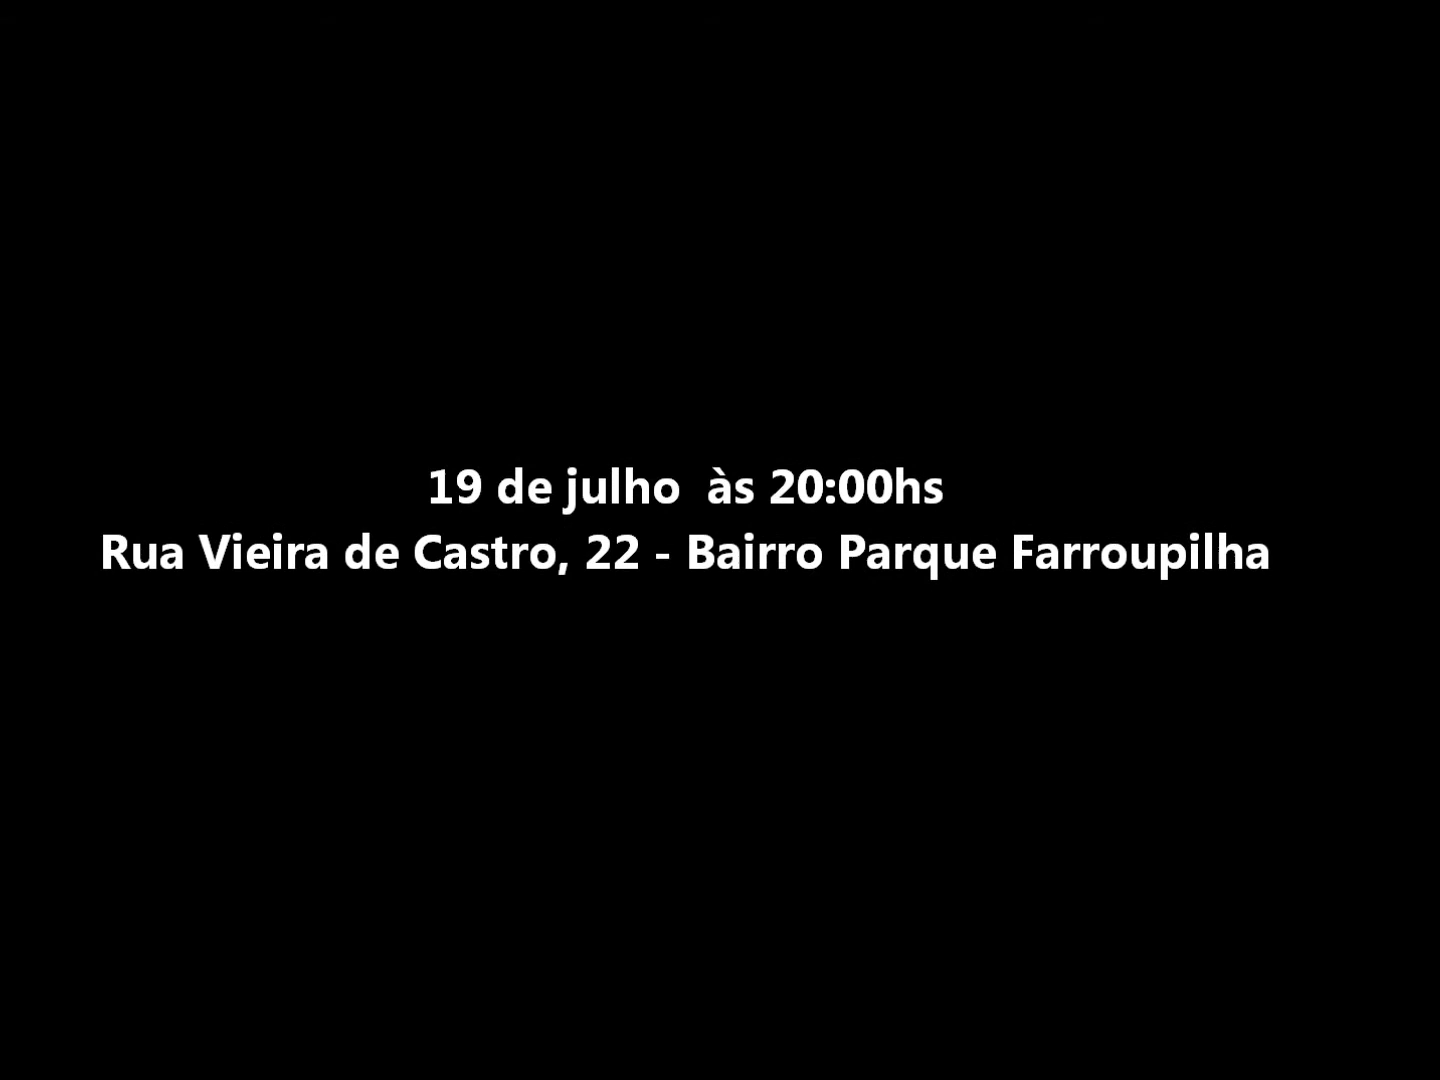 19 de julho  às 20:00hs
Rua Vieira de Castro, 22 - Bairro Parque Farroupilha